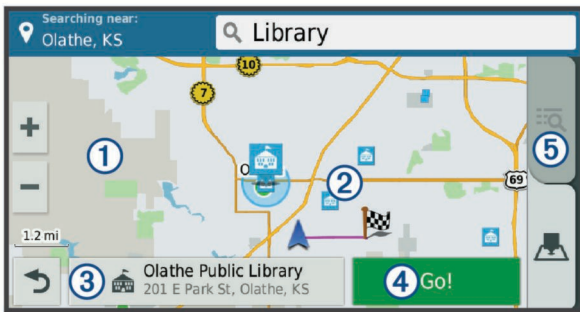 Searching near:
Olathe, KS
Library
10
7
1
5
+
O
2
69
−
1.2 mi
3
Olathe Public Library
201 E Park St, Olathe, KS
4
Go!